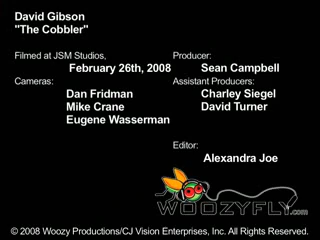 David Gibson
"The Cobbler"
Filmed at JSM Studios,
February 26th, 2008
Cameras:
Dan Fridman
Mike Crane
Eugene Wasserman
Producer:
Sean Campbell
Assistant Producers:
Charley Siegel
David Turner
Editor:
Alexandra Joe
WOOZYFLY.com
© 2008 Woozy Productions/CJ Vision Enterprises, Inc. All Rights Reserved.